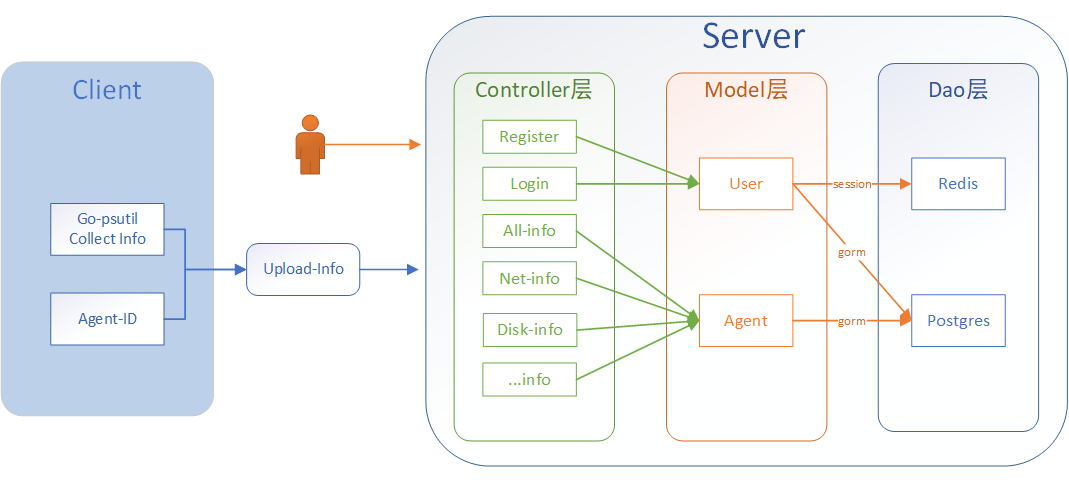 Client
Go-psutil
Collect Info
Agent-ID
Upload-Info
Server
Controller层
Register
Login
All-info
Net-info
Disk-info
...info
Model层
User
Agent
session
gorm
gorm
Dao层
Redis
Postgres